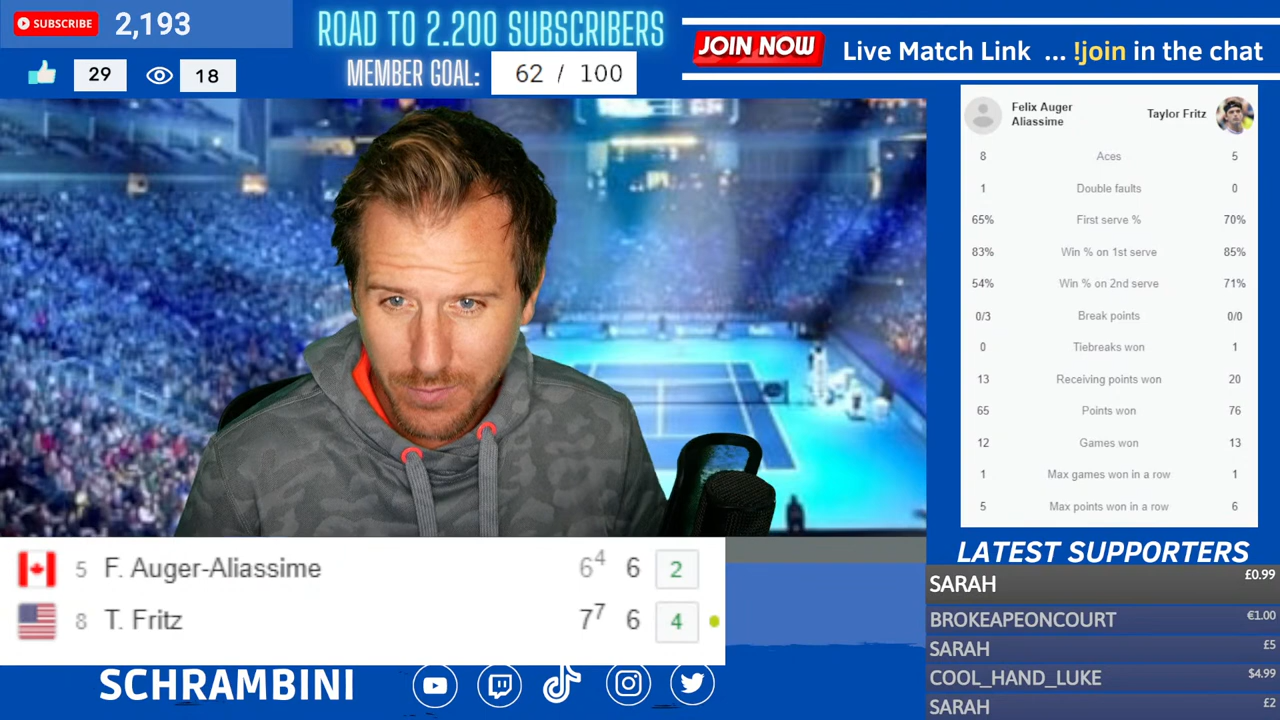 SUBSCRIBE 2,193
29 18
ROAD TO 2.200 SUBSCRIBERS
MEMBER GOAL: 62 / 100
JOIN NOW Live Match Link ... !join in the chat
Felix Auger Aliassime Taylor Fritz
8 Aces 5
1 Double faults 0
65% First serve % 70%
83% Win % on 1st serve 85%
54% Win % on 2nd serve 71%
0/3 Break points 0/0
0 Tiebreaks won 1
13 Receiving points won 20
65 Points won 76
12 Games won 13
1 Max games won in a row 1
5 Max points won in a row 6
5 F. Auger-Aliassime 6⁴ 6 2
8 T. Fritz 7⁷ 6 4
SCHRAMBINI
LATEST SUPPORTERS
SARAH £0.99
BROKEAPEONCOURT €1.00
SARAH £5
COOL_HAND_LUKE $4.99
SARAH £2